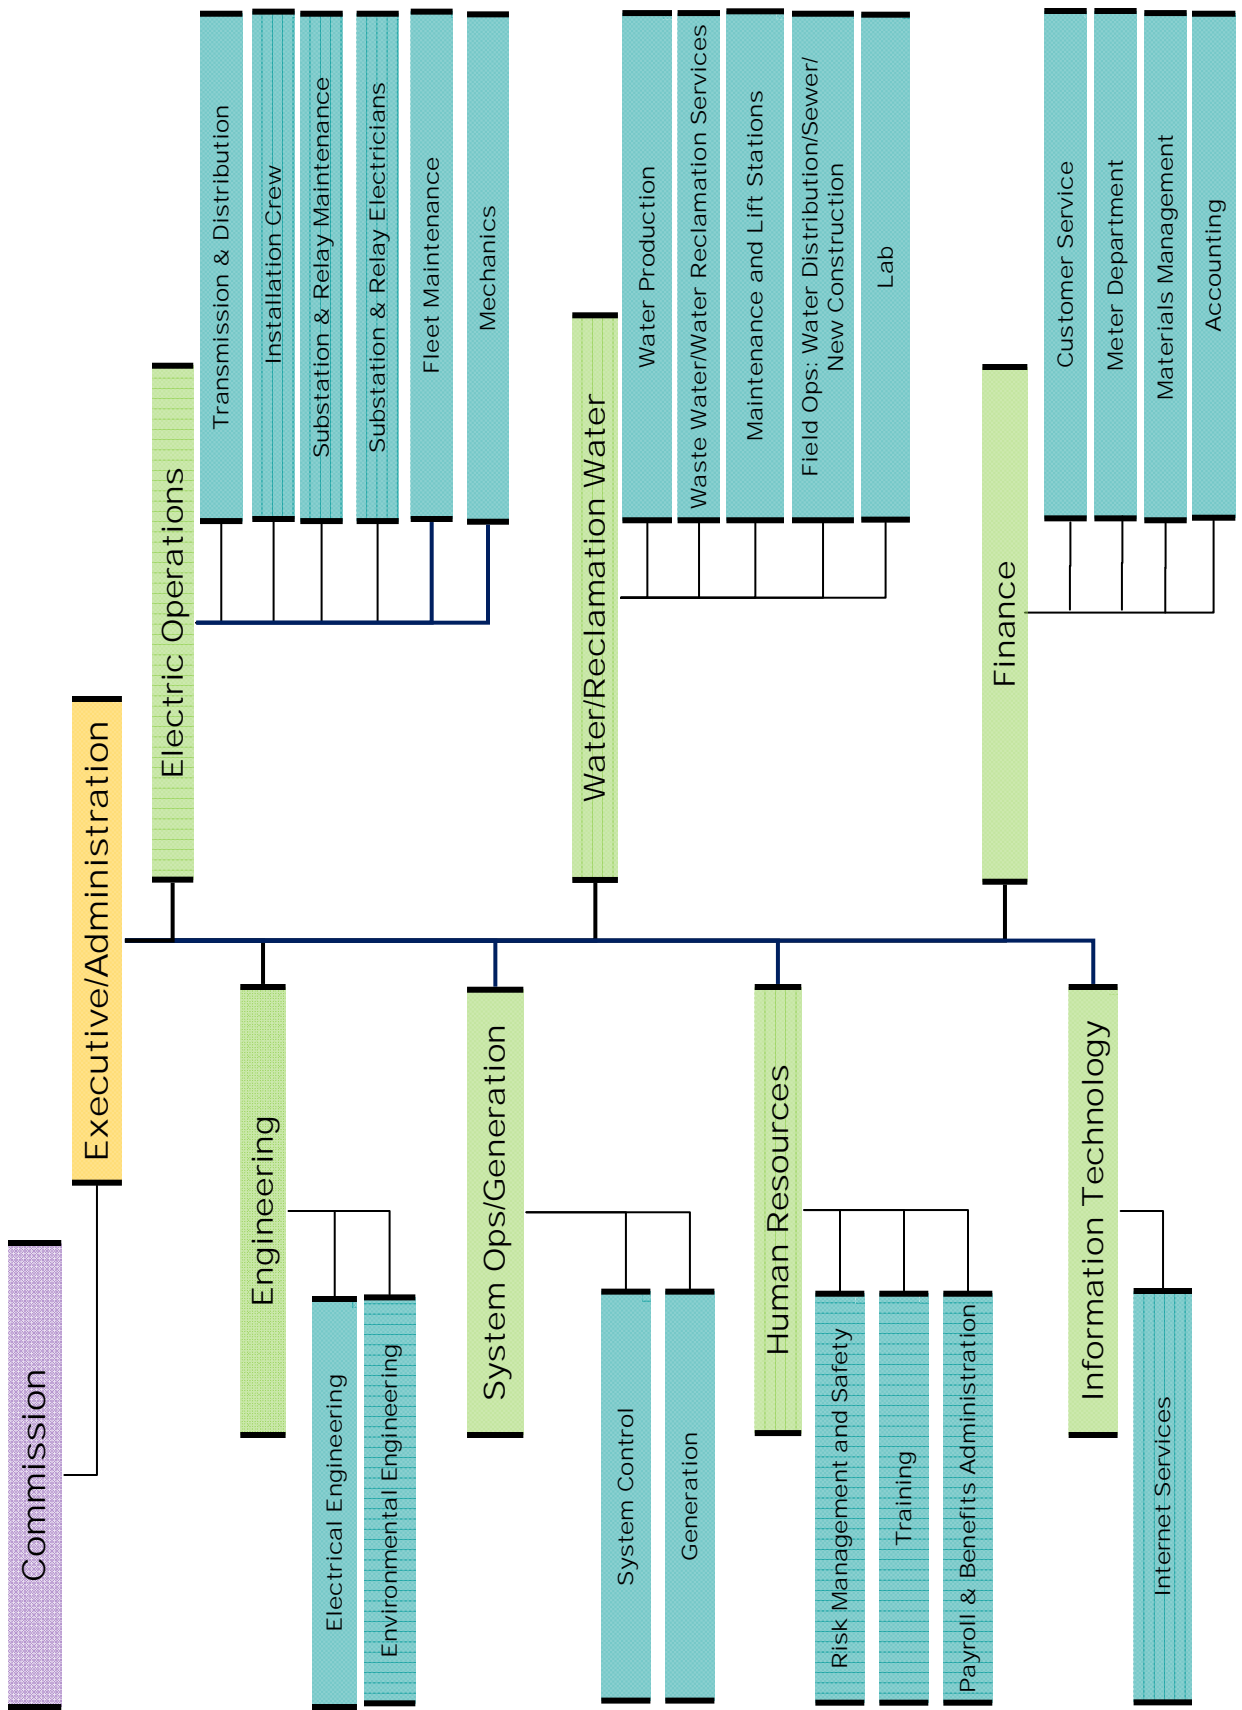 Commission
Executive/Administration
Electric Operations
Transmission & Distribution
Installation Crew
Substation & Relay Maintenance
Substation & Relay Electricians
Fleet Maintenance
Mechanics
Engineering
Electrical Engineering
Environmental Engineering
System Ops/Generation
System Control
Generation
Water/Reclamation Water
Water Production
Waste Water/Water Reclamation Services
Maintenance and Lift Stations
Field Ops: Water Distribution/Sewer/
New Construction
Lab
Human Resources
Risk Management and Safety
Training
Payroll & Benefits Administration
Finance
Customer Service
Meter Department
Materials Management
Accounting
Information Technology
Internet Services